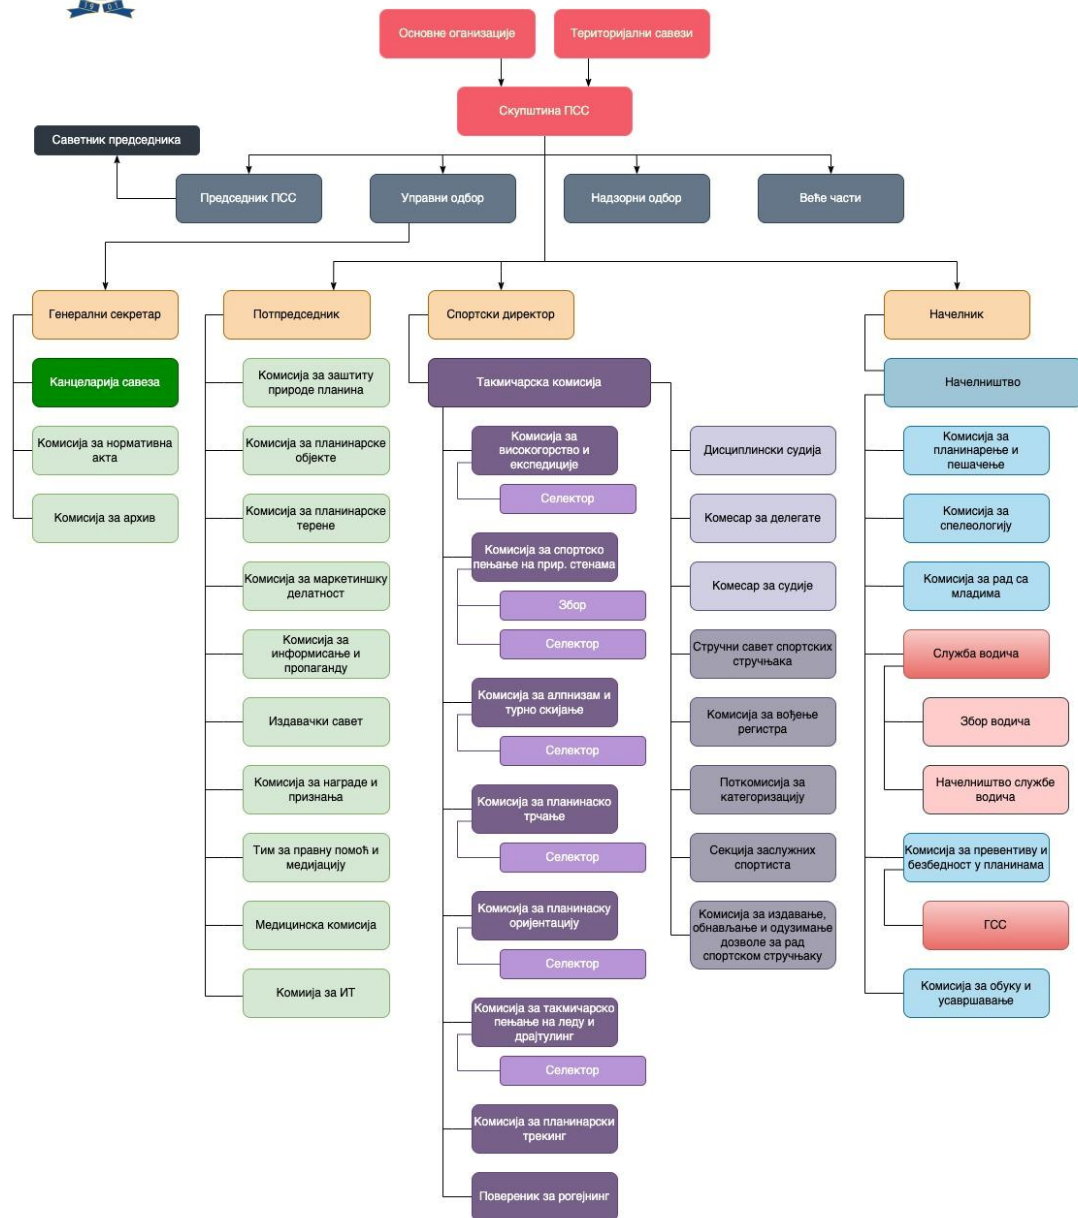 19 01
Основне оганизације
Територијални савези
Скупштина ПСС
Саветник председника
Председник ПСС
Управни одбор
Надзорни одбор
Веће части
Генерални секретар
Потпредседник
Спортски директор
Начелник
Канцеларија савеза
Комисија за нормативна
акта
Комисија за архив
Комисија за заштиту
природе планина
Комисија за планинарске
објекте
Комисија за планинарске
терене
Комисија за маркетиншку
делатност
Комисија за
информисање и
пропаганду
Издавачки савет
Комисија за награде и
признања
Тим за правну помоћ и
медијацију
Медицинска комисија
Комиија за ИТ
Такмичарска комисија
Комисија за
високогорство и
експедиције
Селектор
Комисија за спортско
пењање на прир. стенама
Збор
Селектор
Комисија за алпнизам и
турно скијање
Селектор
Комисија за планинаско
трчање
Селектор
Комисија за планинаску
оријентацију
Селектор
Комисија за такмичарско
пењање на леду и
драјтулинг
Селектор
Комисија за планинарски
трекинг
Повереник за рогејнинг
Дисциплински судија
Комесар за делегате
Комесар за судије
Стручни савет спортских
стручњака
Комисија за вођење
регистра
Поткомисија за
категоризацију
Секција заслужних
спортиста
Комисија за издавање,
обнављање и одузимање
дозволе за рад
спортском стручњаку
Начелништво
Комисија за
планинарење и
пешачење
Комисија за
спелеологију
Комисија за рад са
младима
Служба водича
Збор водича
Начелништво службе
водича
Комисија за превентиву и
безбедност у планинама
ГСС
Комисија за обуку и
усавршавање